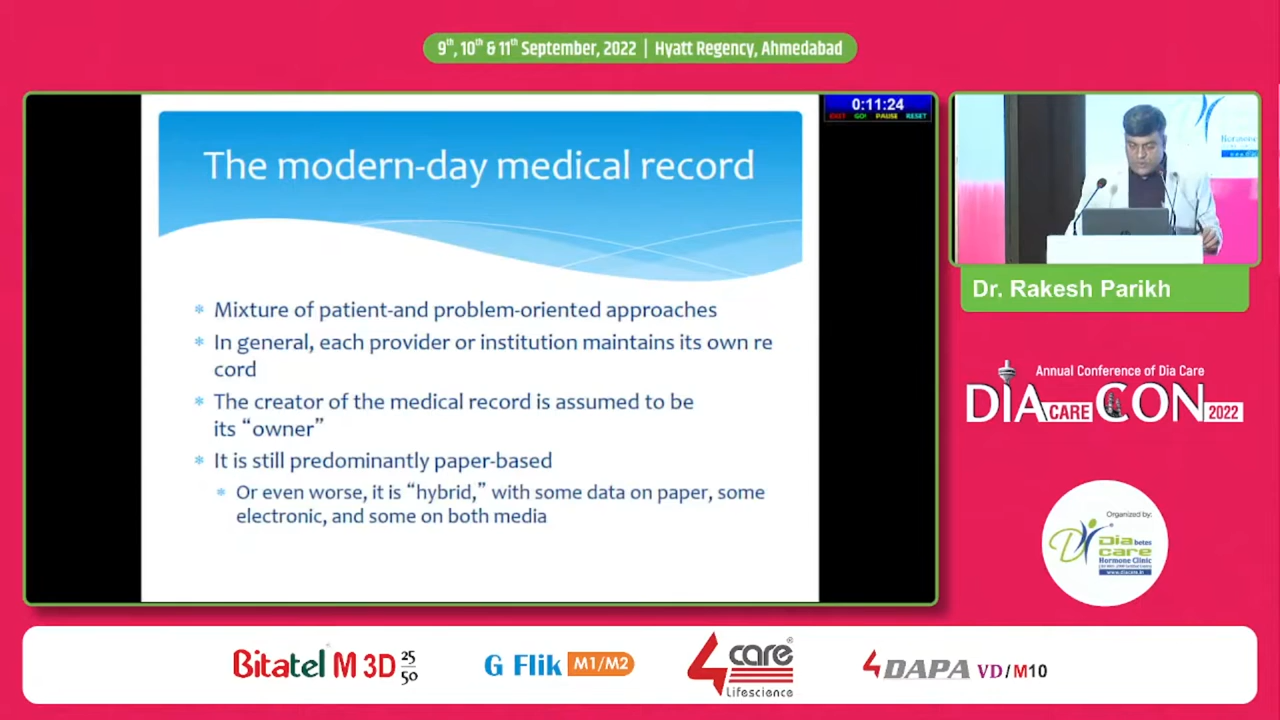 9th, 10th & 11th September, 2022 | Hyatt Regency, Ahmedabad
0:11:24
EXIT GO! PAUSE RESET
The modern-day medical record
* Mixture of patient-and problem-oriented approaches
* In general, each provider or institution maintains its own re
cord
* The creator of the medical record is assumed to be
its “owner”
* It is still predominantly paper-based
* Or even worse, it is “hybrid,” with some data on paper, some
electronic, and some on both media
Dr. Rakesh Parikh
Annual Conference of Dia Care
DIA CARE CON 2022
Organized by:
Diabetes
care
Hormone Clinic
www.diacare.in
Bitatel M 3D 25/50
G Flik M1/M2
4care®
Lifescience
4DAPA VD/M10